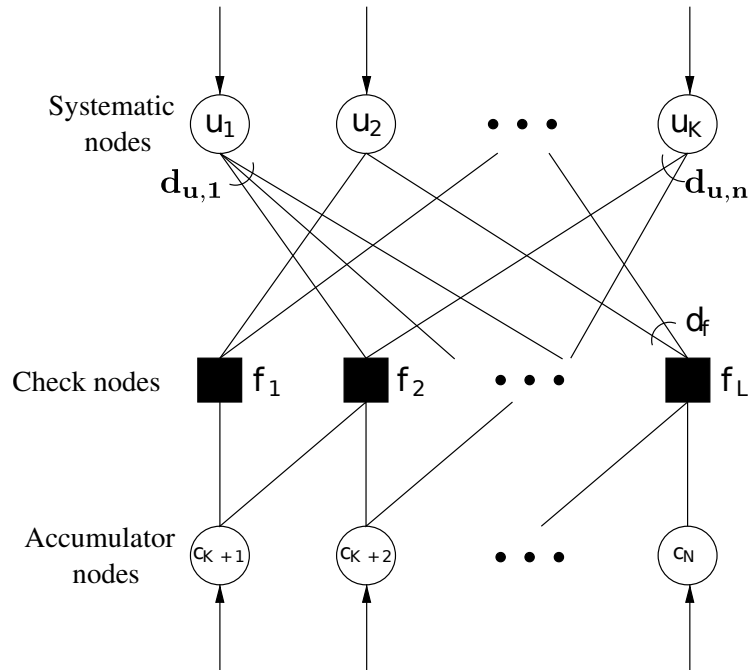 Systematic
nodes
u1 u2 • • • uK
du,1 du,n
df
Check nodes f1 f2 • • • fL
Accumulator
nodes
cK+1 cK+2 • • • cN